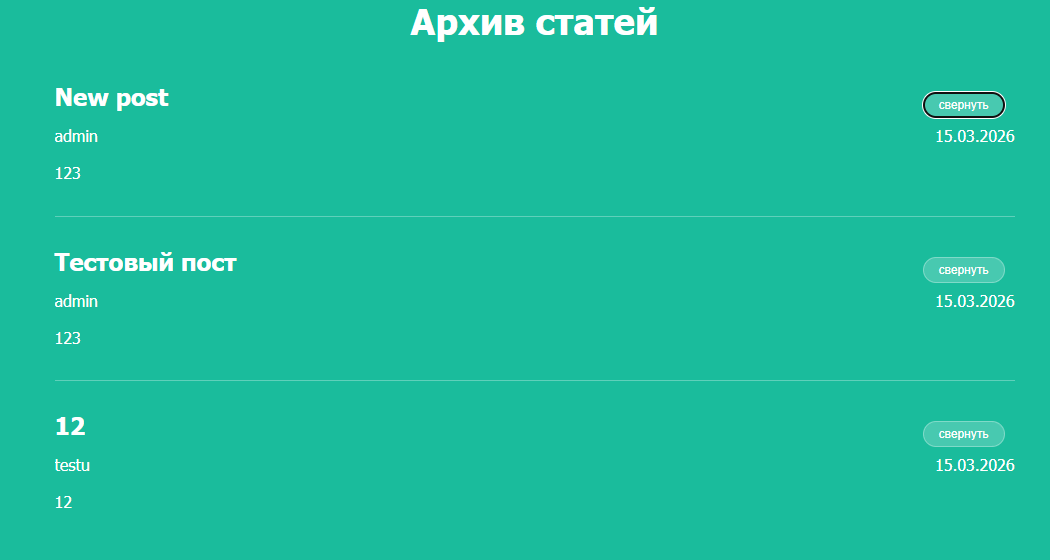 Архив статей
New post
свернуть
admin
15.03.2026
123
Тестовый пост
свернуть
admin
15.03.2026
123
12
свернуть
testu
15.03.2026
12